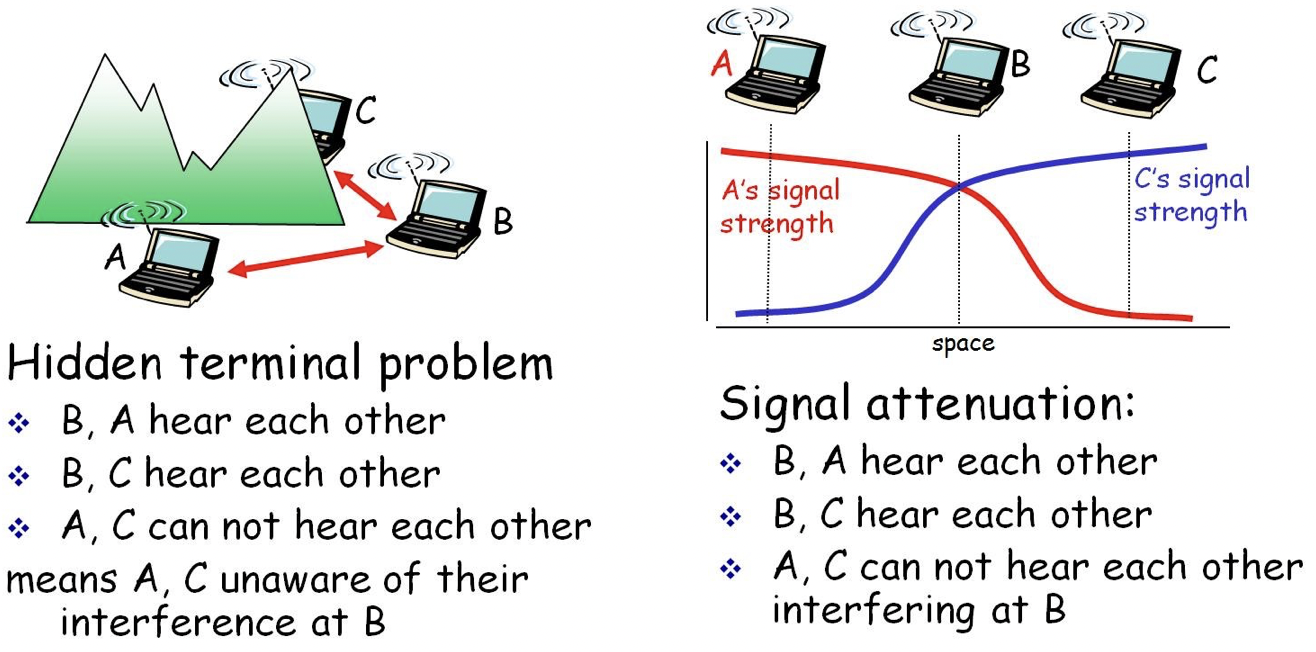 C
B
A
Hidden terminal problem
❖ B, A hear each other
❖ B, C hear each other
❖ A, C can not hear each other
means A, C unaware of their
interference at B
A
B
C
A's signal
strength
C's signal
strength
space
Signal attenuation:
❖ B, A hear each other
❖ B, C hear each other
❖ A, C can not hear each other
interfering at B